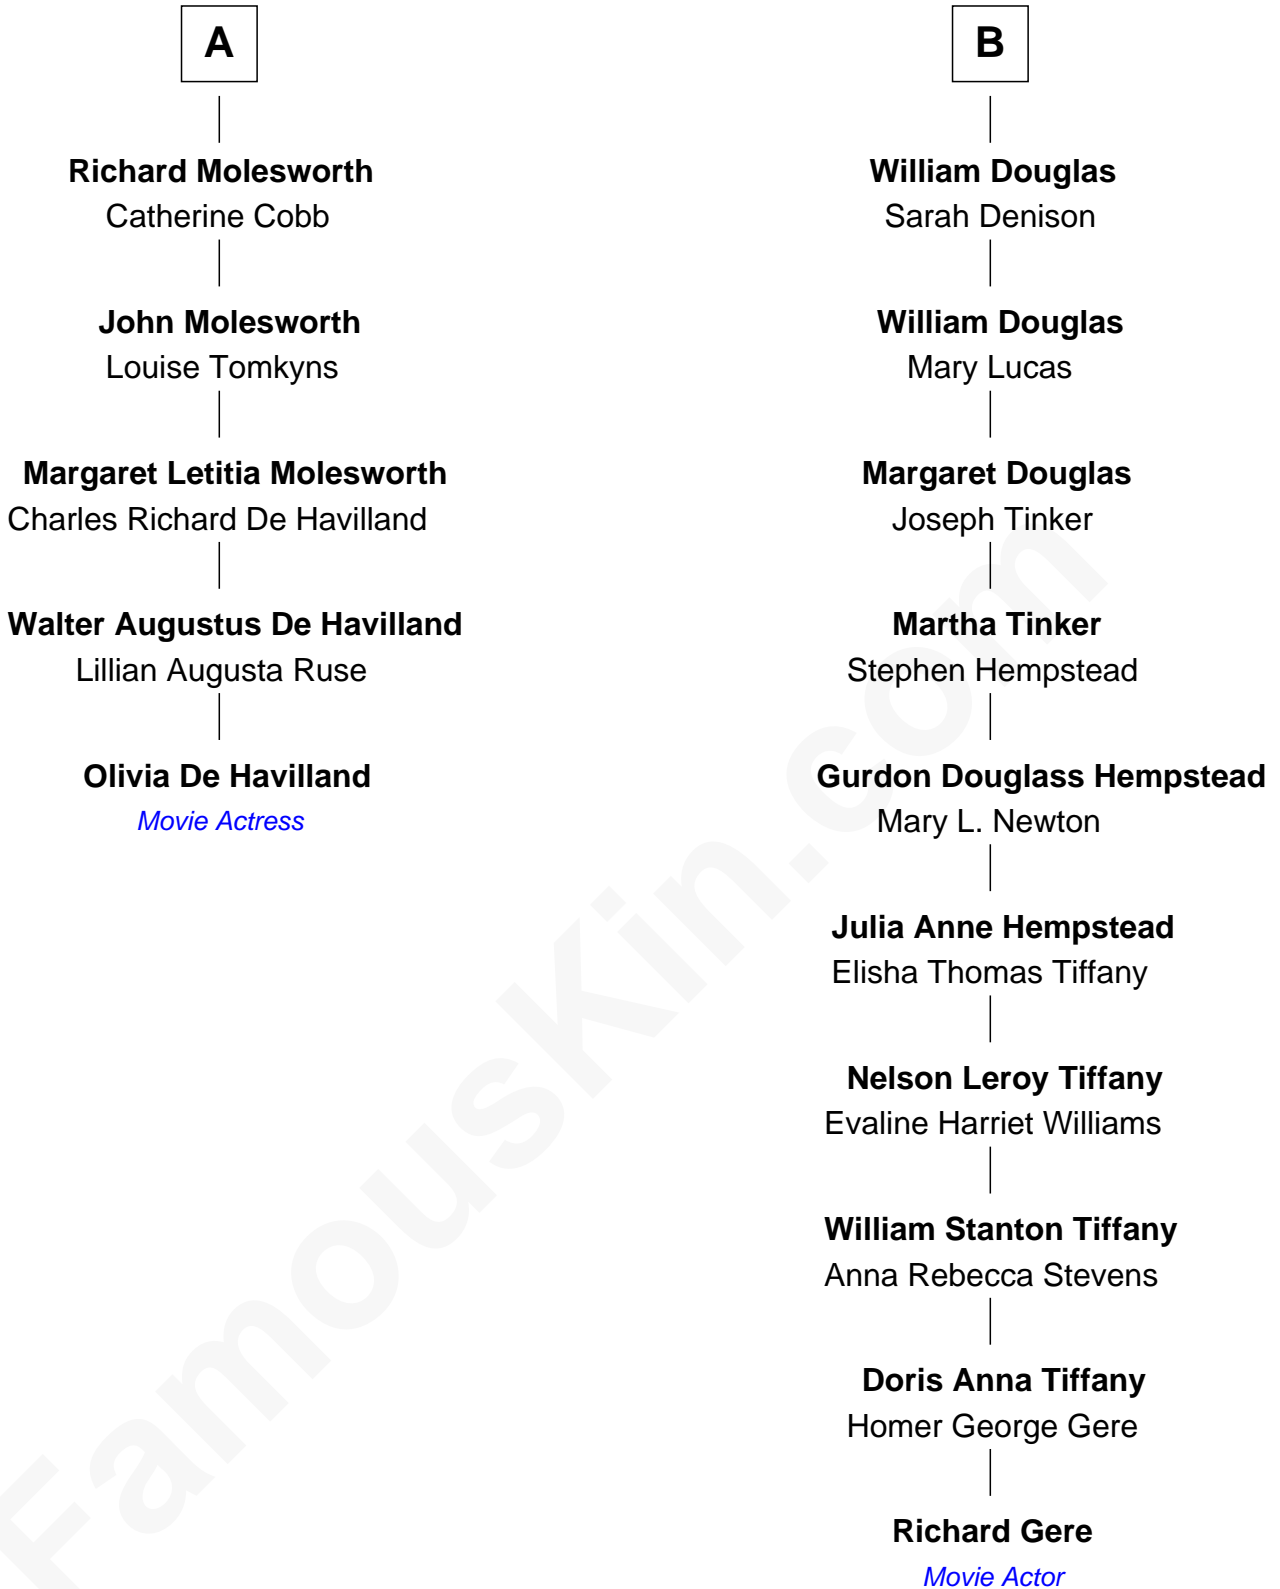 A
Richard Molesworth
Catherine Cobb
John Molesworth
Louise Tomkyns
Margaret Letitia Molesworth
Charles Richard De Havilland
Walter Augustus De Havilland
Lillian Augusta Ruse
Olivia De Havilland
Movie Actress
B
William Douglas
Sarah Denison
William Douglas
Mary Lucas
Margaret Douglas
Joseph Tinker
Martha Tinker
Stephen Hempstead
Gurdon Douglass Hempstead
Mary L. Newton
Julia Anne Hempstead
Elisha Thomas Tiffany
Nelson Leroy Tiffany
Evaline Harriet Williams
William Stanton Tiffany
Anna Rebecca Stevens
Doris Anna Tiffany
Homer George Gere
Richard Gere
Movie Actor
FamousKin.com